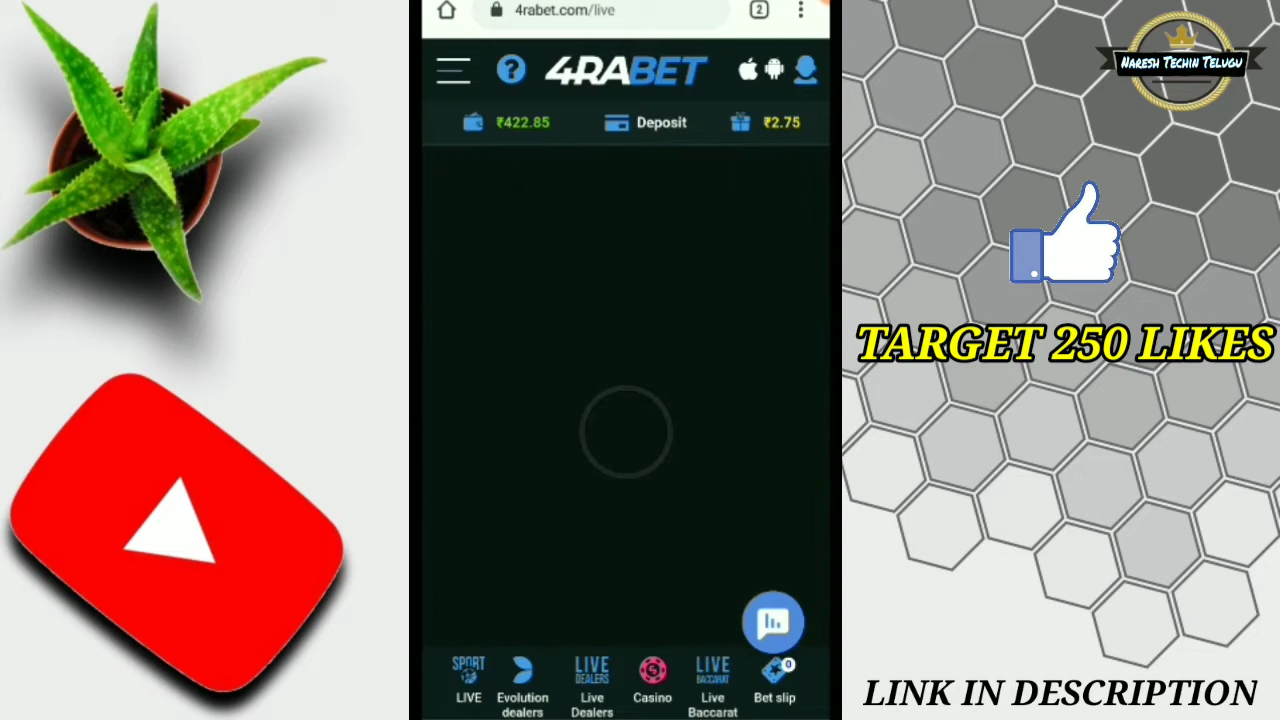 4rabet.com/live
2
4RABET
₹422.85
Deposit
₹2.75
SPORT
LIVE
Evolution
dealers
LIVE
DEALERS
Live
Dealers
Casino
LIVE
BACCARAT
Live
Baccarat
0
Bet slip
NARESH TECHIN TELUGU
TARGET 250 LIKES
LINK IN DESCRIPTION